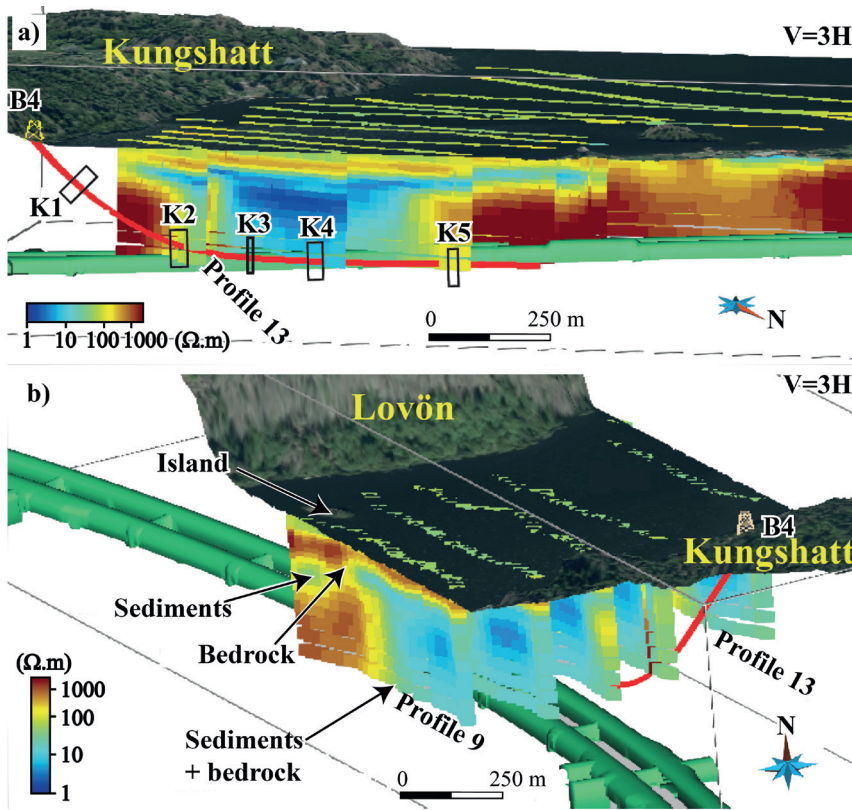 a)
Kungshatt
V=3H
B4
K1
K2
K3
K4
K5
Profile 13
1 10 100 1000 (Ω.m)
0 250 m
N
b)
V=3H
Lovön
Island
B4
Kungshatt
Sediments
Bedrock
(Ω.m)
1000
100
10
1
Profile 13
Profile 9
Sediments
+ bedrock
0 250 m
N